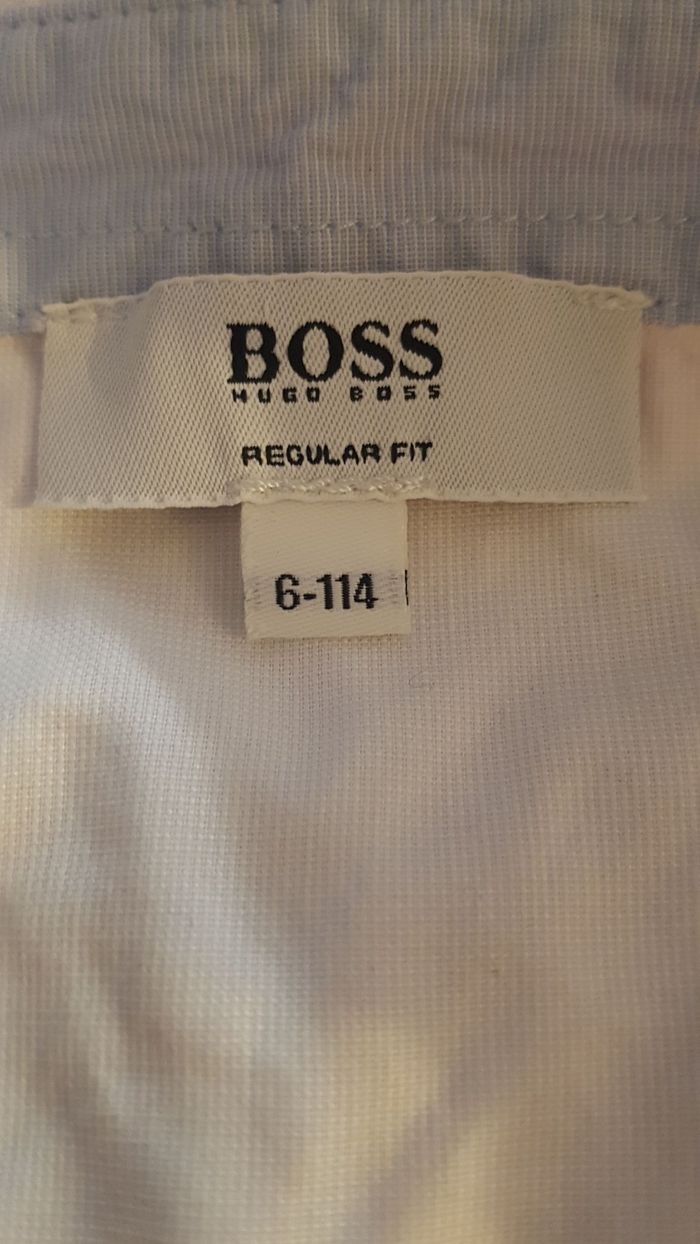 BOSS
HUGO BOSS
REGULAR FIT
6-114